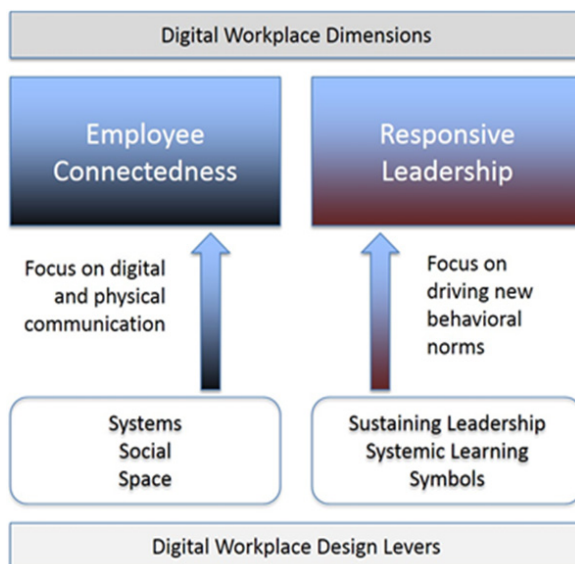 Digital Workplace Dimensions
Employee
Connectedness
Responsive
Leadership
Focus on digital
and physical
communication
Focus on
driving new
behavioral
norms
Systems
Social
Space
Sustaining Leadership
Systemic Learning
Symbols
Digital Workplace Design Levers